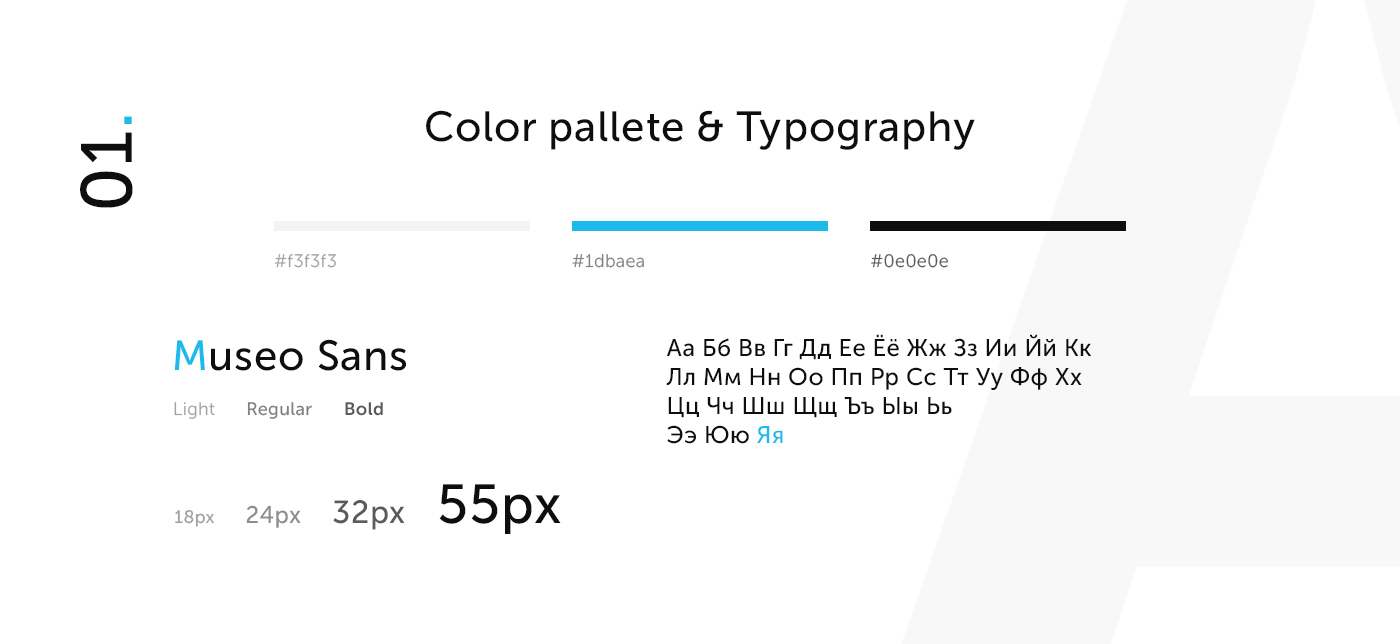 01.
Color pallete & Typography
#f3f3f3 #1dbaea #0e0e0e
Museo Sans
Light Regular Bold
18px 24px 32px 55px
Аа Бб Вв Гг Дд Ее Ёё Жж Зз Ии Йй Кк
Лл Мм Нн Оо Пп Рр Сс Тт Уу Фф Хх
Цц Чч Шш Щщ Ъъ Ыы Ьь
Ээ Юю Яя